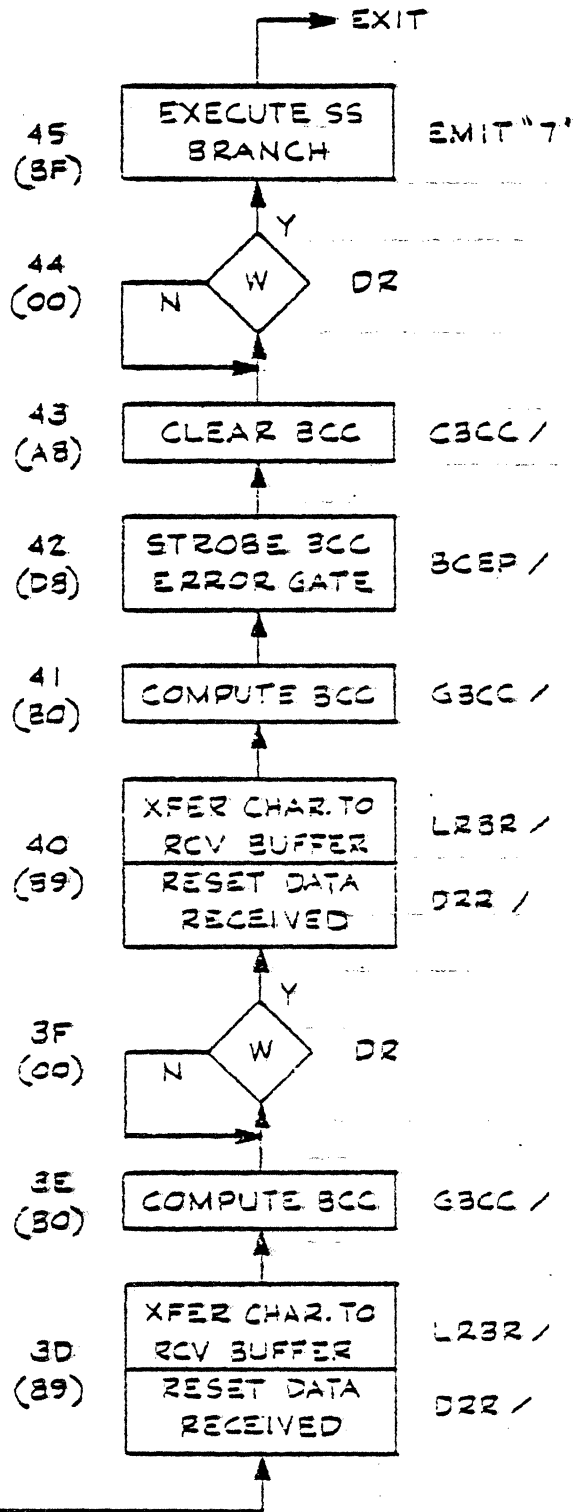 EXIT
45 EXECUTE SS EMIT "7"
(BF) BRANCH
Y
44 W DR
(00) N
43 CLEAR BCC CBCC /
(A8)
42 STROBE BCC BCEP /
(D8) ERROR GATE
41 COMPUTE BCC GBCC /
(B0)
XFER CHAR. TO LRBR /
40 RCV BUFFER
(89) RESET DATA DRR /
RECEIVED
Y
3F W DR
(00) N
3E COMPUTE BCC GBCC /
(B0)
XFER CHAR. TO LRBR /
3D RCV BUFFER
(89) RESET DATA DRR /
RECEIVED